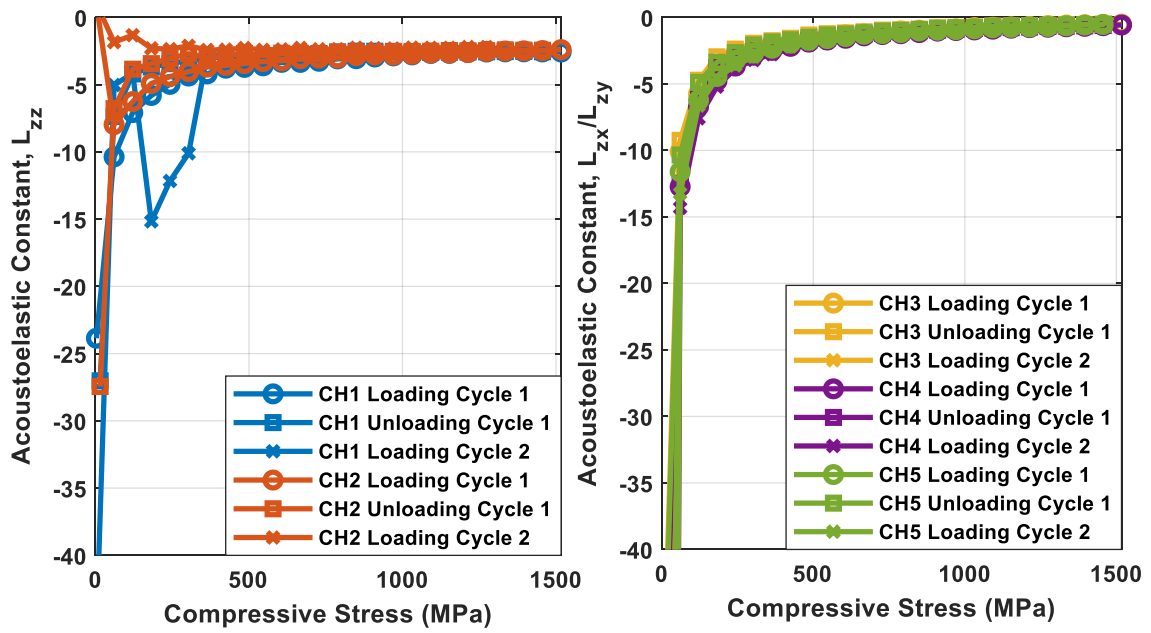 Acoustoelastic Constant, L_zz
0
-5
-10
-15
-20
-25
-30
-35
-40
0 500 1000 1500
Compressive Stress (MPa)
CH1 Loading Cycle 1
CH1 Unloading Cycle 1
CH1 Loading Cycle 2
CH2 Loading Cycle 1
CH2 Unloading Cycle 1
CH2 Loading Cycle 2
Acoustoelastic Constant, L_zx/L_zy
0
-5
-10
-15
-20
-25
-30
-35
-40
0 500 1000 1500
Compressive Stress (MPa)
CH3 Loading Cycle 1
CH3 Unloading Cycle 1
CH3 Loading Cycle 2
CH4 Loading Cycle 1
CH4 Unloading Cycle 1
CH4 Loading Cycle 2
CH5 Loading Cycle 1
CH5 Unloading Cycle 1
CH5 Loading Cycle 2